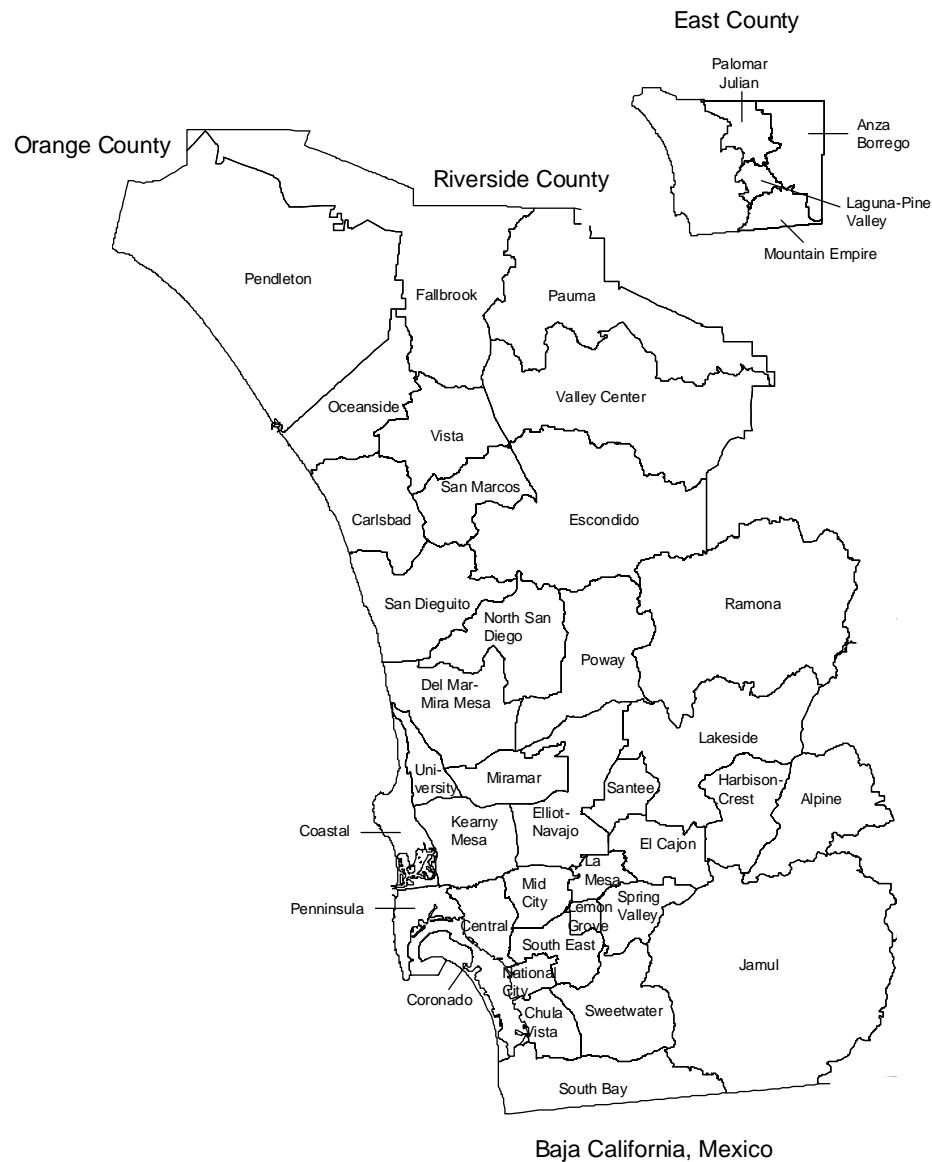 East County
Palomar
Julian
Anza
Borrego
Laguna-Pine
Valley
Mountain Empire
Orange County
Riverside County
Pendleton
Fallbrook
Pauma
Oceanside
Valley Center
Vista
San Marcos
Carlsbad
Escondido
San Dieguito
North San
Diego
Ramona
Poway
Del Mar-
Mira Mesa
Lakeside
Uni-
versity
Miramar
Santee
Harbison-
Crest
Alpine
Coastal
Kearny
Mesa
Elliot-
Navajo
El Cajon
La
Mesa
Mid
City
Spring
Valley
Penninsula
Central
Lemon
Grove
South East
Jamul
National
City
Coronado
Chula
Vista
Sweetwater
South Bay
Baja California, Mexico